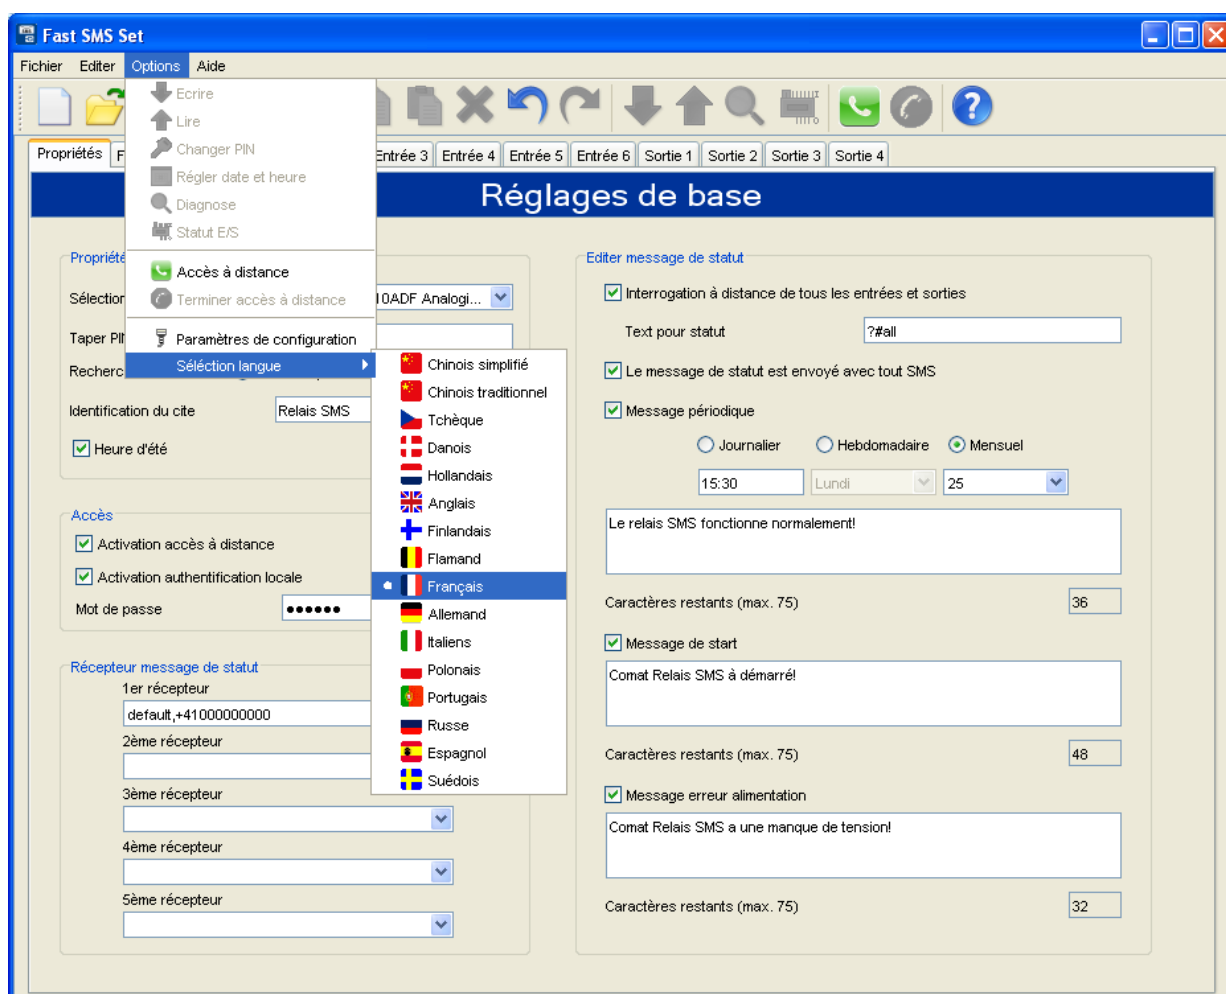 Fast SMS Set
Fichier Editer Options Aide
Ecrire
Lire
Changer PIN
Régler date et heure
Diagnose
Statut E/S
Accès à distance
Terminer accès à distance
Paramètres de configuration
Séléction langue
Chinois simplifié
Chinois traditionnel
Tchèque
Danois
Hollandais
Anglais
Finlandais
Flamand
Français
Allemand
Italiens
Polonais
Portugais
Russe
Espagnol
Suédois
Propriétés F Entrée 3 Entrée 4 Entrée 5 Entrée 6 Sortie 1 Sortie 2 Sortie 3 Sortie 4
Réglages de base
Propriété
Sélection 10ADF Analogi...
Taper PI
Recherc
Identification du cite Relais SMS
Heure d'été
Accès
Activation accès à distance
Activation authentification locale
Mot de passe ••••••
Récepteur message de statut
1er récepteur
default,+41000000000
2ème récepteur
3ème récepteur
4ème récepteur
5ème récepteur
Editer message de statut
Interrogation à distance de tous les entrées et sorties
Text pour statut ?#all
Le message de statut est envoyé avec tout SMS
Message périodique
Journalier Hebdomadaire Mensuel
15:30 Lundi 25
Le relais SMS fonctionne normalement!
Caractères restants (max. 75) 36
Message de start
Comat Relais SMS à démarré!
Caractères restants (max. 75) 48
Message erreur alimentation
Comat Relais SMS a une manque de tension!
Caractères restants (max. 75) 32